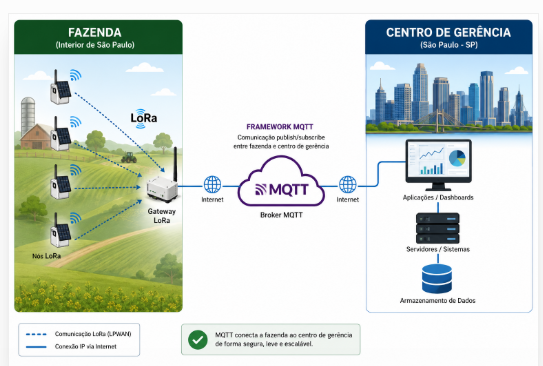 FAZENDA
(Interior de São Paulo)
LoRa
Nós LoRa
Gateway
LoRa
Internet
FRAMEWORK MQTT
Comunicação publish/subscribe
entre fazenda e centro de gerência
MQTT
Broker MQTT
Internet
CENTRO DE GERÊNCIA
(São Paulo - SP)
Aplicações / Dashboards
Servidores / Sistemas
Armazenamento de Dados
Comunicação LoRa (LPWAN)
Conexão IP via Internet
MQTT conecta a fazenda ao centro de gerência
de forma segura, leve e escalável.